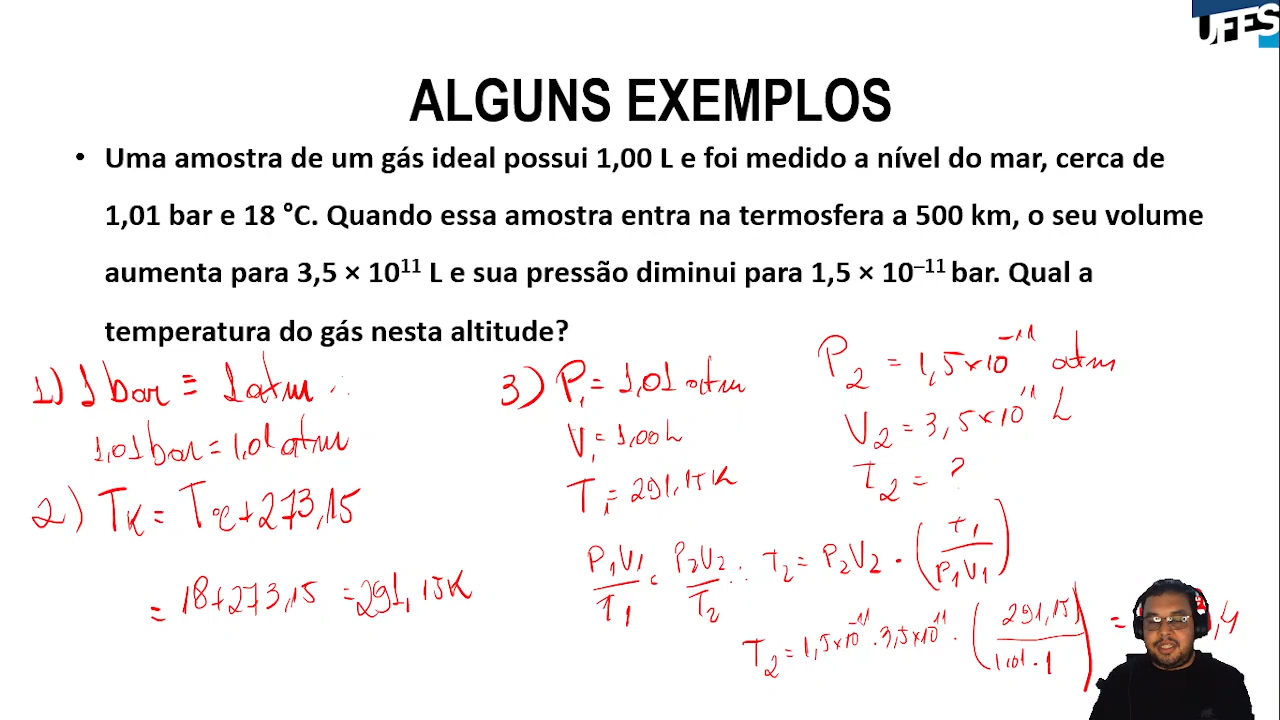 UFES
ALGUNS EXEMPLOS
• Uma amostra de um gás ideal possui 1,00 L e foi medido a nível do mar, cerca de
1,01 bar e 18 °C. Quando essa amostra entra na termosfera a 500 km, o seu volume
aumenta para 3,5 × 10¹¹ L e sua pressão diminui para 1,5 × 10⁻¹¹ bar. Qual a
temperatura do gás nesta altitude?
1) 1 bar ≡ 1 atm ∴
1,01 bar = 1,01 atm
2) TK = T°C + 273,15
= 18 + 273,15 = 291,15 K
3) P₁ = 1,01 atm
V₁ = 1,00 L
T₁ = 291,15 K
P₂ = 1,5×10⁻¹¹ atm
V₂ = 3,5×10¹¹ L
T₂ = ?
P₁V₁/T₁ = P₂V₂/T₂ ∴ T₂ = P₂V₂ · (T₁/P₁V₁)
T₂ = 1,5×10⁻¹¹ · 3,5×10¹¹ · (291,15/1,01 · 1) = ,4